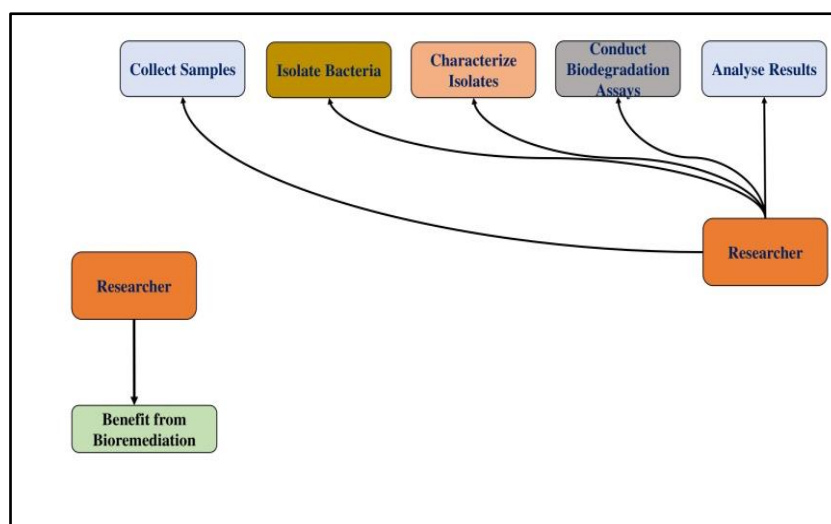 Collect Samples
Isolate Bacteria
Characterize
Isolates
Conduct
Biodegradation
Assays
Analyse Results
Researcher
Researcher
Benefit from
Bioremediation